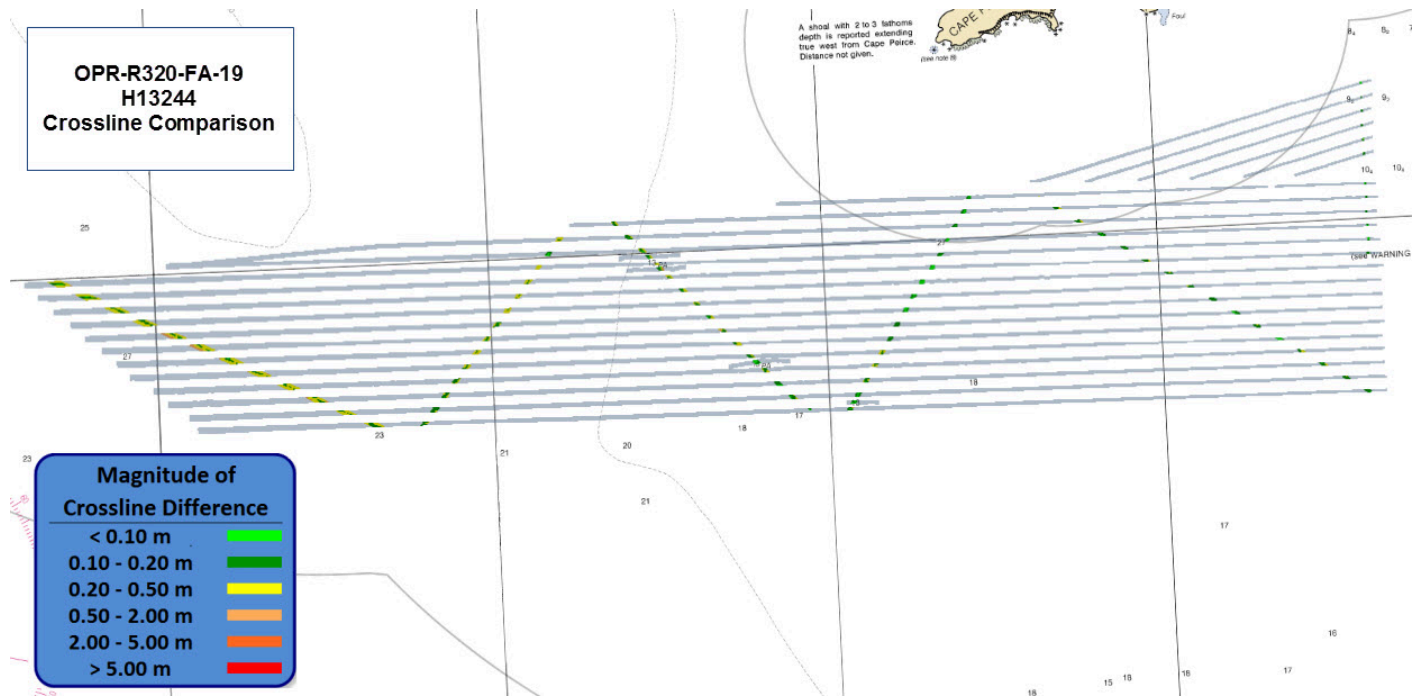 OPR-R320-FA-19
H13244
Crossline Comparison
A shoal with 2 to 3 fathoms
depth is reported extending
true west from Cape Peirce.
Distance not given.
CAPE
(see note B)
Foul
25
27
23
21
20
21
18
17
18
27
(see WARNING
23
17
16
17
18
15
18
18
Magnitude of
Crossline Difference
< 0.10 m
0.10 - 0.20 m
0.20 - 0.50 m
0.50 - 2.00 m
2.00 - 5.00 m
> 5.00 m